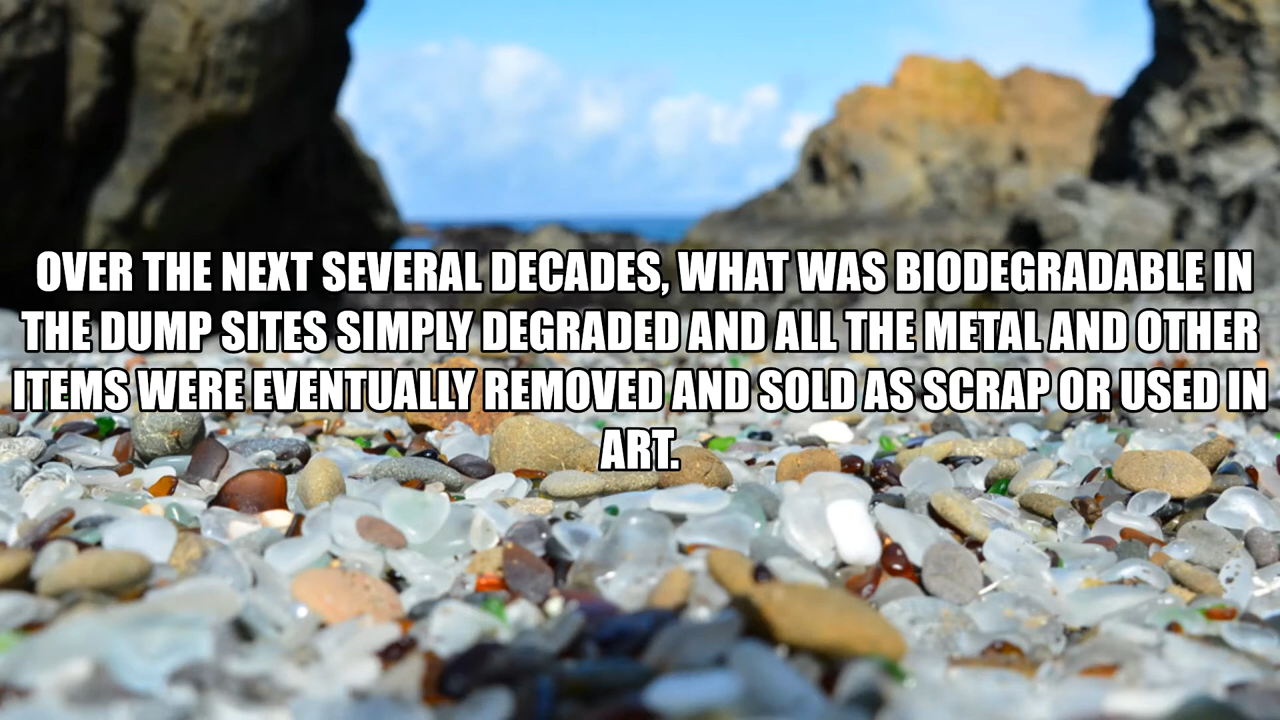 OVER THE NEXT SEVERAL DECADES, WHAT WAS BIODEGRADABLE IN
THE DUMP SITES SIMPLY DEGRADED AND ALL THE METAL AND OTHER
ITEMS WERE EVENTUALLY REMOVED AND SOLD AS SCRAP OR USED IN
ART.